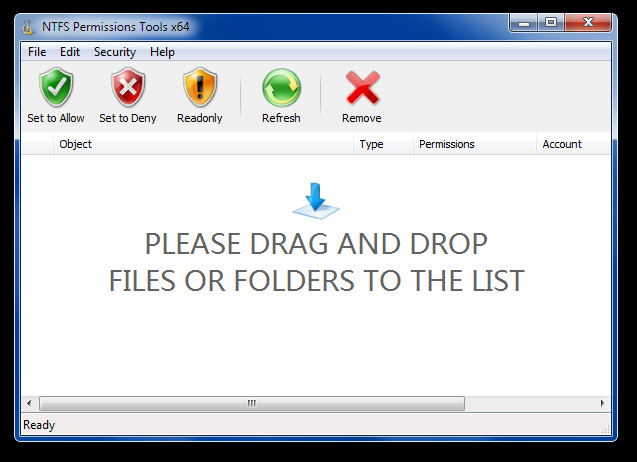 NTFS Permissions Tools x64
File Edit Security Help
Set to Allow Set to Deny Readonly Refresh Remove
Object Type Permissions Account
PLEASE DRAG AND DROP
FILES OR FOLDERS TO THE LIST
Ready